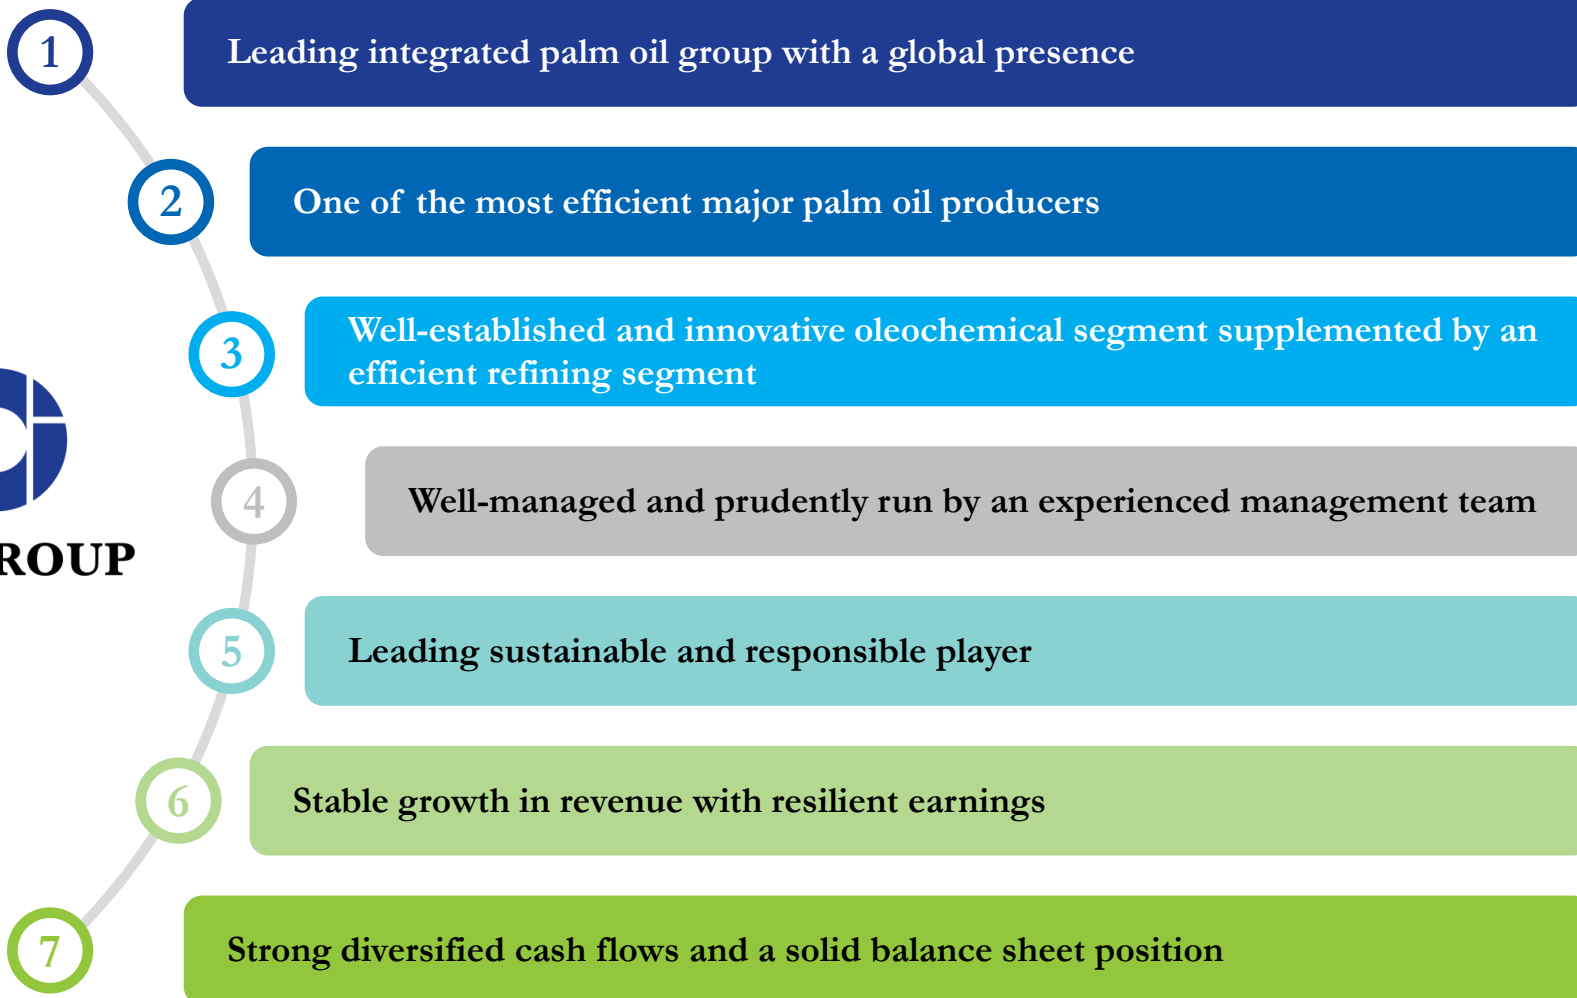 1
Leading integrated palm oil group with a global presence
2
One of the most efficient major palm oil producers
3
Well-established and innovative oleochemical segment supplemented by an
efficient refining segment
4
Well-managed and prudently run by an experienced management team
ROUP
5
Leading sustainable and responsible player
6
Stable growth in revenue with resilient earnings
7
Strong diversified cash flows and a solid balance sheet position